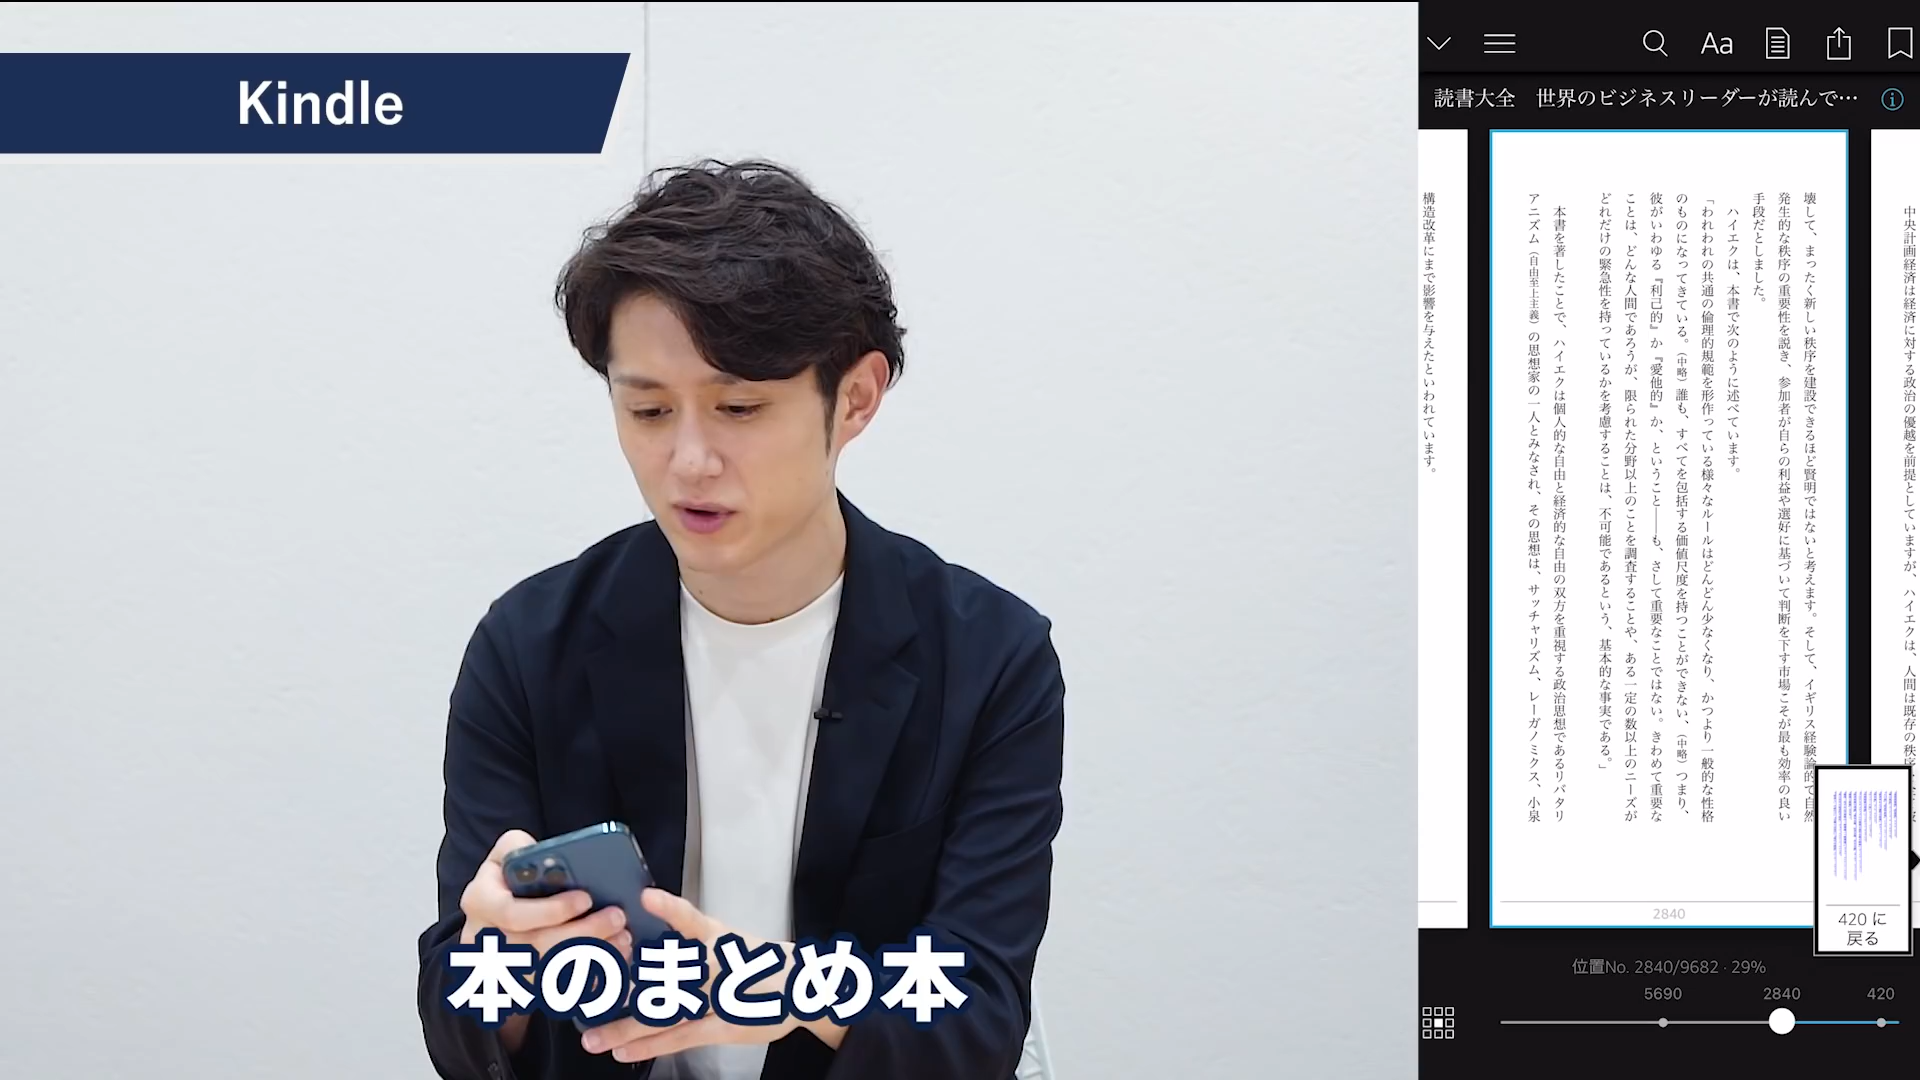 Kindle
本のまとめ本
Aa
読書大全 世界のビジネスリーダーが読んで…
中央計画経済は経済に対する政治の優越を前提としていますが、ハイエクは、人間は既存の秩序
壊して、まったく新しい秩序を建設できるほど賢明ではないと考えます。そして、イギリス経験論的で自然
発生的な秩序の重要性を説き、参加者が自らの利益や選好に基づいて判断を下す市場こそが最も効率の良い
手段だとしました。
ハイエクは、本書で次のように述べています。
「われわれの共通の倫理的規範を形作っている様々なルールはどんどん少なくなり、かつより一般的な性格
のものになってきている。（中略）誰も、すべてを包括する価値尺度を持つことができない、（中略）つまり、
彼がいわゆる『利己的』か『愛他的』か、ということ――も、さして重要なことではない。きわめて重要な
ことは、どんな人間であろうが、限られた分野以上のことを調査することや、ある一定の数以上のニーズが
どれだけの緊急性を持っているかを考慮することは、不可能であるという、基本的な事実である。」
本書を著したことで、ハイエクは個人的な自由と経済的な自由の双方を重視する政治思想であるリバタリ
アニズム（自由至上主義）の思想家の一人とみなされ、その思想は、サッチャリズム、レーガノミクス、小泉
構造改革にまで影響を与えたといわれています。
2840
420 に
戻る
位置No. 2840/9682 · 29%
5690 2840 420